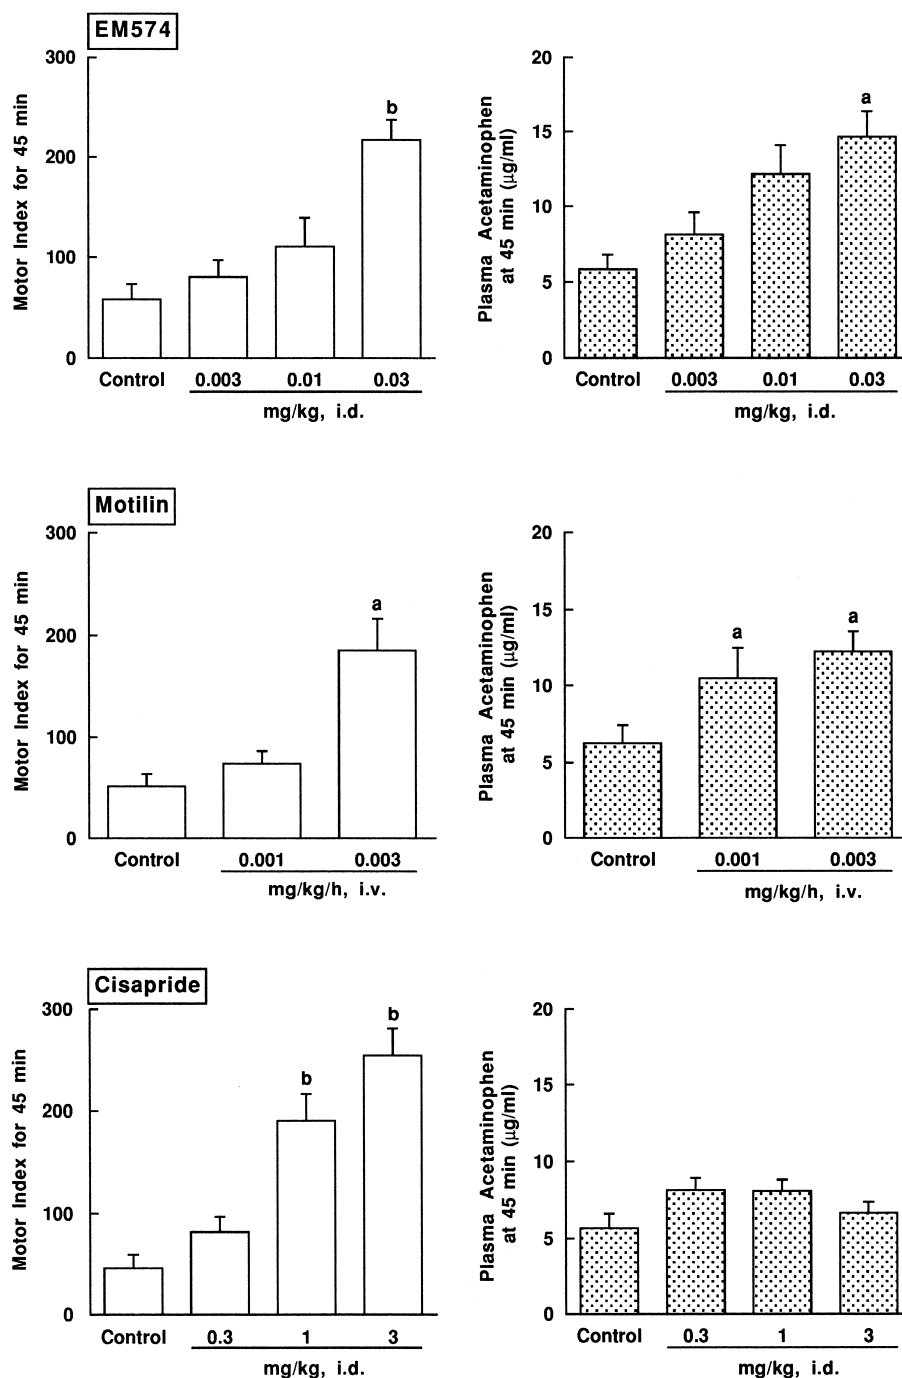 EM574
Motor Index for 45 min
300
200
100
0
b
Control 0.003 0.01 0.03
mg/kg, i.d.
Plasma Acetaminophen
at 45 min (μg/ml)
20
15
10
5
0
a
Control 0.003 0.01 0.03
mg/kg, i.d.
Motilin
Motor Index for 45 min
300
200
100
0
a
Control 0.001 0.003
mg/kg/h, i.v.
Plasma Acetaminophen
at 45 min (μg/ml)
20
15
10
5
0
a a
Control 0.001 0.003
mg/kg/h, i.v.
Cisapride
Motor Index for 45 min
300
200
100
0
b b
Control 0.3 1 3
mg/kg, i.d.
Plasma Acetaminophen
at 45 min (μg/ml)
20
15
10
5
0
Control 0.3 1 3
mg/kg, i.d.